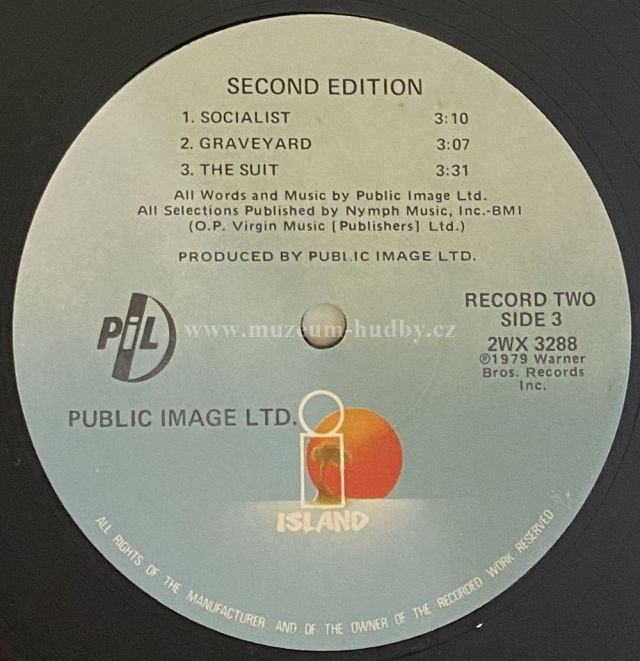 SECOND EDITION
1. SOCIALIST 3:10
2. GRAVEYARD 3:07
3. THE SUIT 3:31
All Words and Music by Public Image Ltd.
All Selections Published by Nymph Music, Inc.-BMI
(O.P. Virgin Music [Publishers] Ltd.)
PRODUCED BY PUBLIC IMAGE LTD.
PiL
www.muzeum-hudby.cz
RECORD TWO
SIDE 3
2WX 3288
℗1979 Warner
Bros. Records
Inc.
PUBLIC IMAGE LTD.
i
ISLAND
ALL RIGHTS OF THE MANUFACTURER AND OF THE OWNER OF THE RECORDED WORK RESERVED